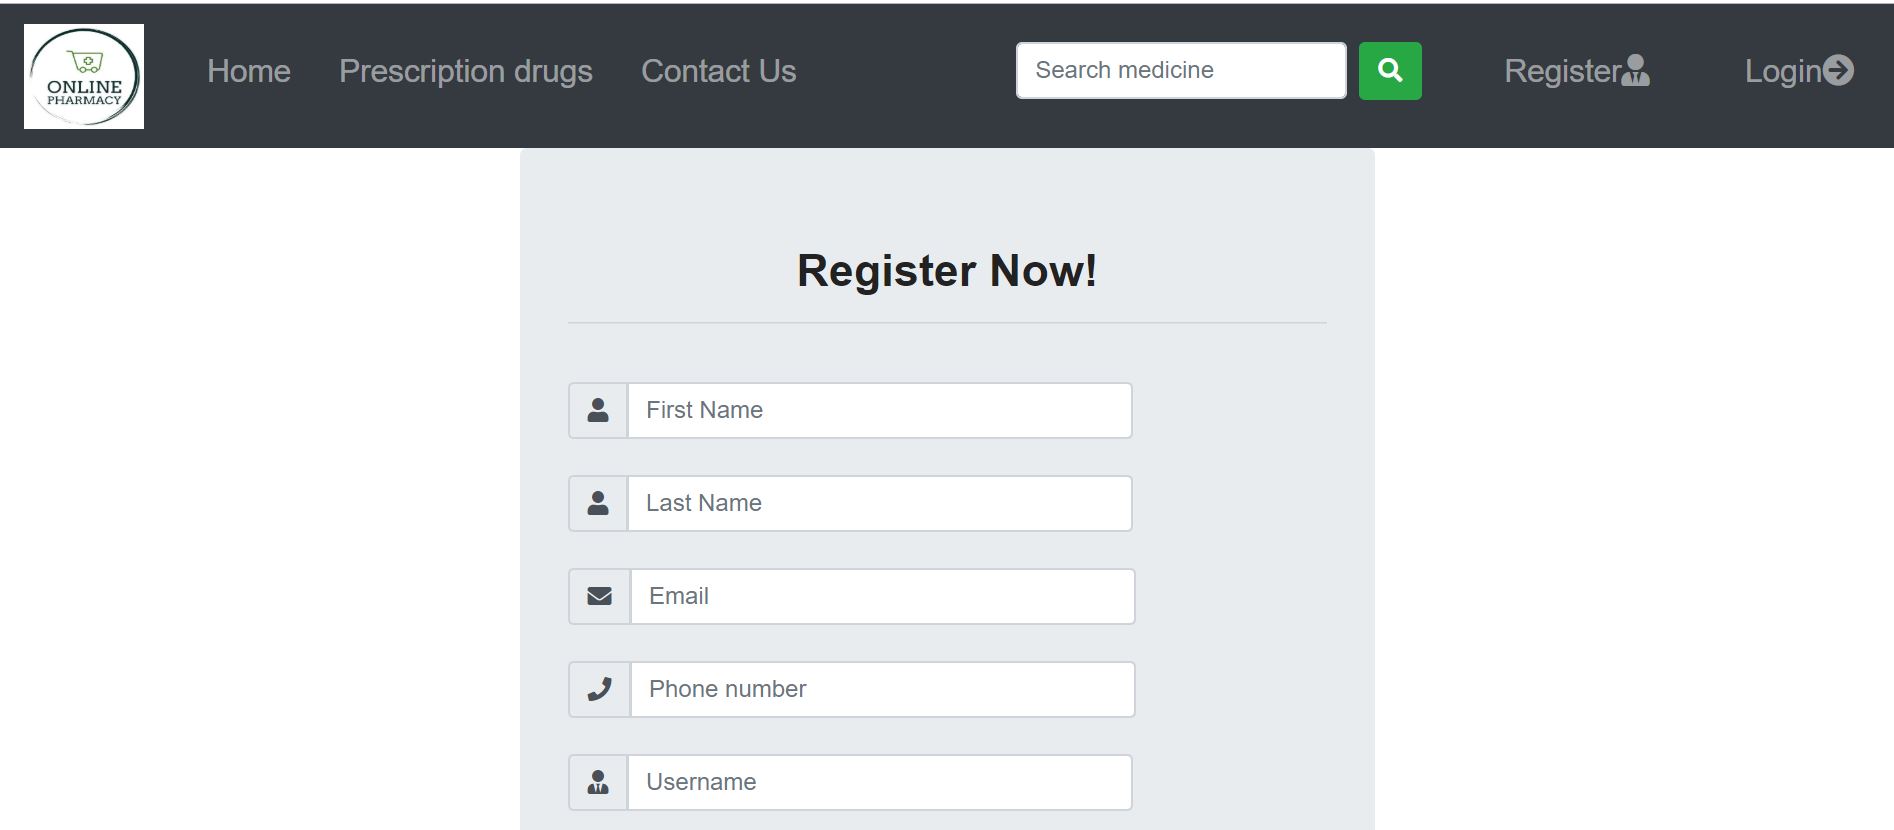 ONLINE
PHARMACY
Home Prescription drugs Contact Us Search medicine Register Login
Register Now!
First Name
Last Name
Email
Phone number
Username